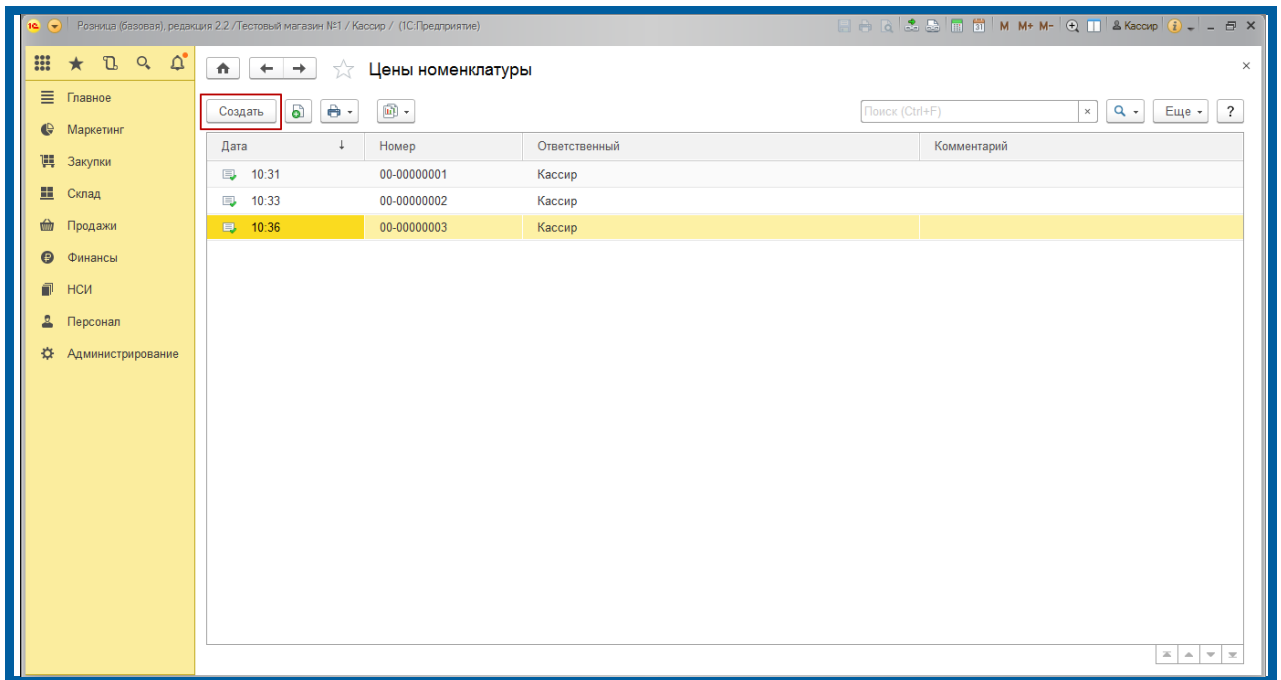 1С Розница (базовая), редакция 2.2 /Тестовый магазин №1 / Кассир / (1С:Предприятие) 31 M M+ M- Кассир i
Цены номенклатуры
Главное
Маркетинг
Закупки
Склад
Продажи
Финансы
НСИ
Персонал
Администрирование
Создать Поиск (Ctrl+F) × Еще ?
Дата ↓ Номер Ответственный Комментарий
10:31 00-00000001 Кассир
10:33 00-00000002 Кассир
10:36 00-00000003 Кассир